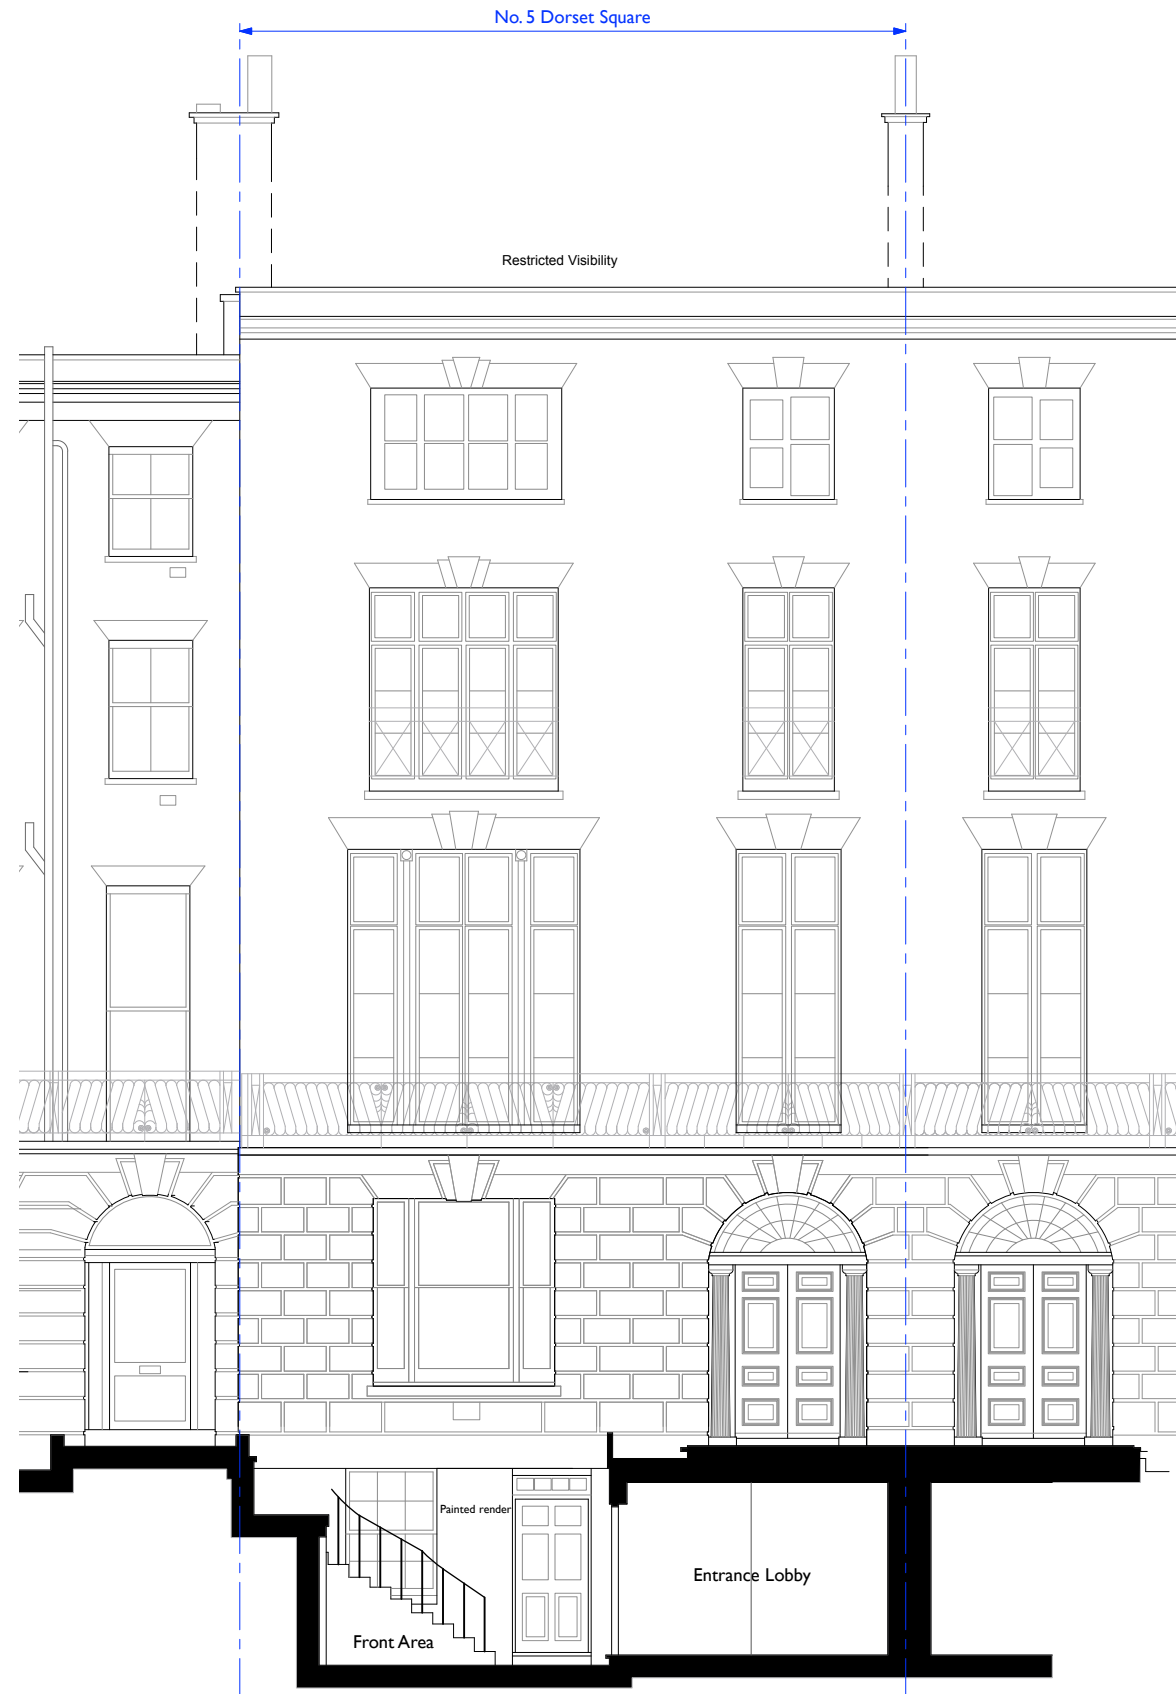 No. 5 Dorset Square
Restricted Visibility
Painted render
Entrance Lobby
Front Area